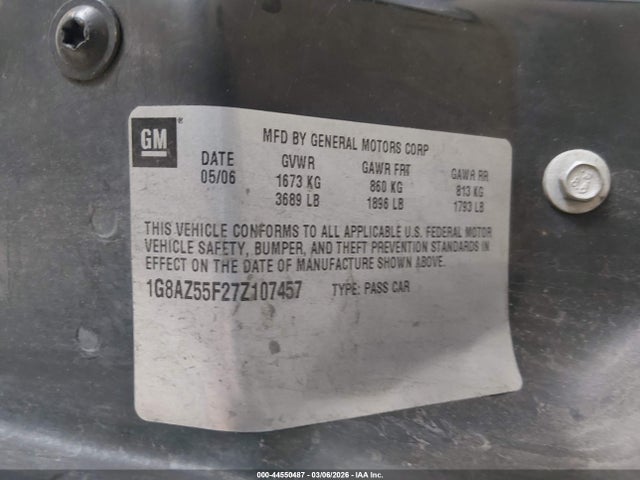 GM®
MFD BY GENERAL MOTORS CORP
DATE GVWR GAWR FRT GAWR RR
05/06 1673 KG 860 KG 813 KG
3689 LB 1896 LB 1793 LB
THIS VEHICLE CONFORMS TO ALL APPLICABLE U.S. FEDERAL MOTOR
VEHICLE SAFETY, BUMPER, AND THEFT PREVENTION STANDARDS IN
EFFECT ON THE DATE OF MANUFACTURE SHOWN ABOVE.
1G8AZ55F27Z107457 TYPE: PASS CAR
000-44550487 | 03/06/2026 | IAA Inc.